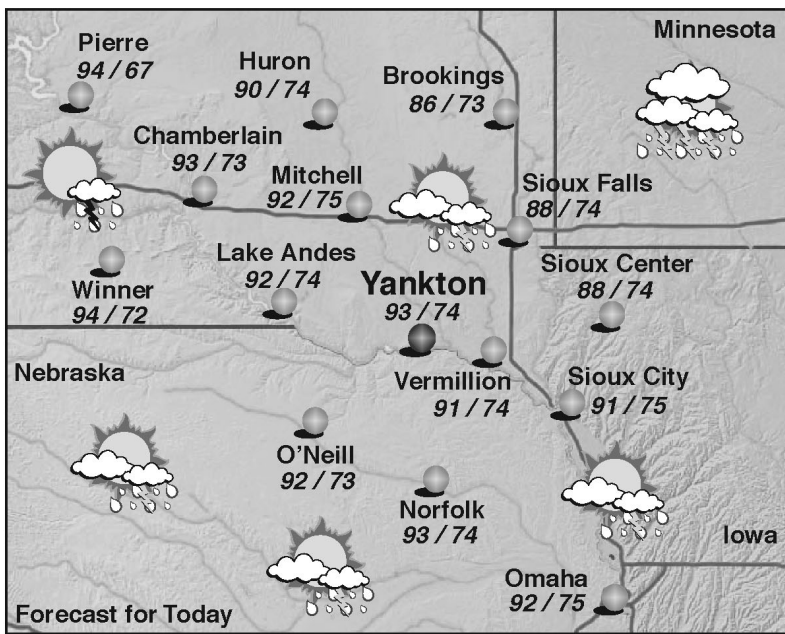 Minnesota
Pierre
94 / 67
Huron
90 / 74
Brookings
86 / 73
Chamberlain
93 / 73
Mitchell
92 / 75
Sioux Falls
88 / 74
Winner
94 / 72
Lake Andes
92 / 74
Yankton
93 / 74
Sioux Center
88 / 74
Nebraska
Vermillion
91 / 74
Sioux City
91 / 75
O'Neill
92 / 73
Norfolk
93 / 74
Iowa
Omaha
92 / 75
Forecast for Today